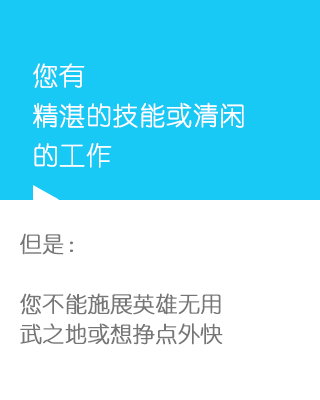 您有
精湛的技能或清闲
的工作
但是：
您不能施展英雄无用
武之地或想挣点外快